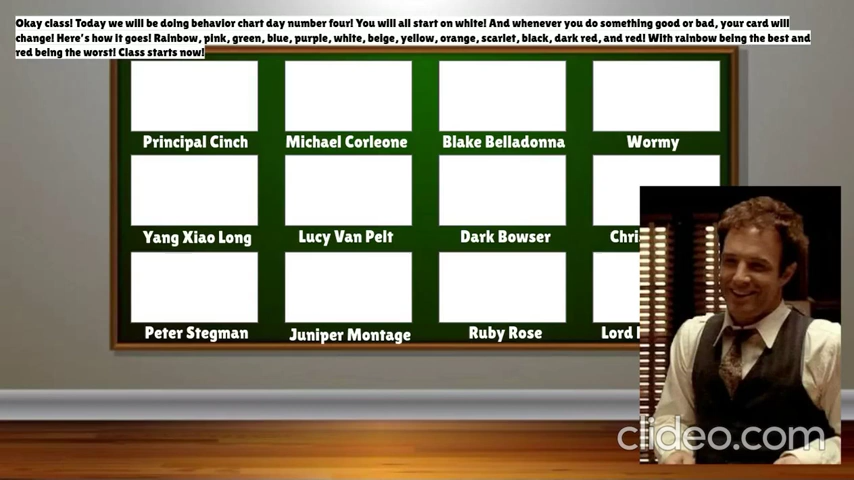 Okay class! Today we will be doing behavior chart day number four! You will all start on white! And whenever you do something good or bad, your card will
change! Here's how it goes! Rainbow, pink, green, blue, purple, white, beige, yellow, orange, scarlet, black, dark red, and red! With rainbow being the best and
red being the worst! Class starts now!
Principal Cinch Michael Corleone Blake Belladonna Wormy
Yang Xiao Long Lucy Van Pelt Dark Bowser
Peter Stegman Juniper Montage Ruby Rose Lord
clideo.com